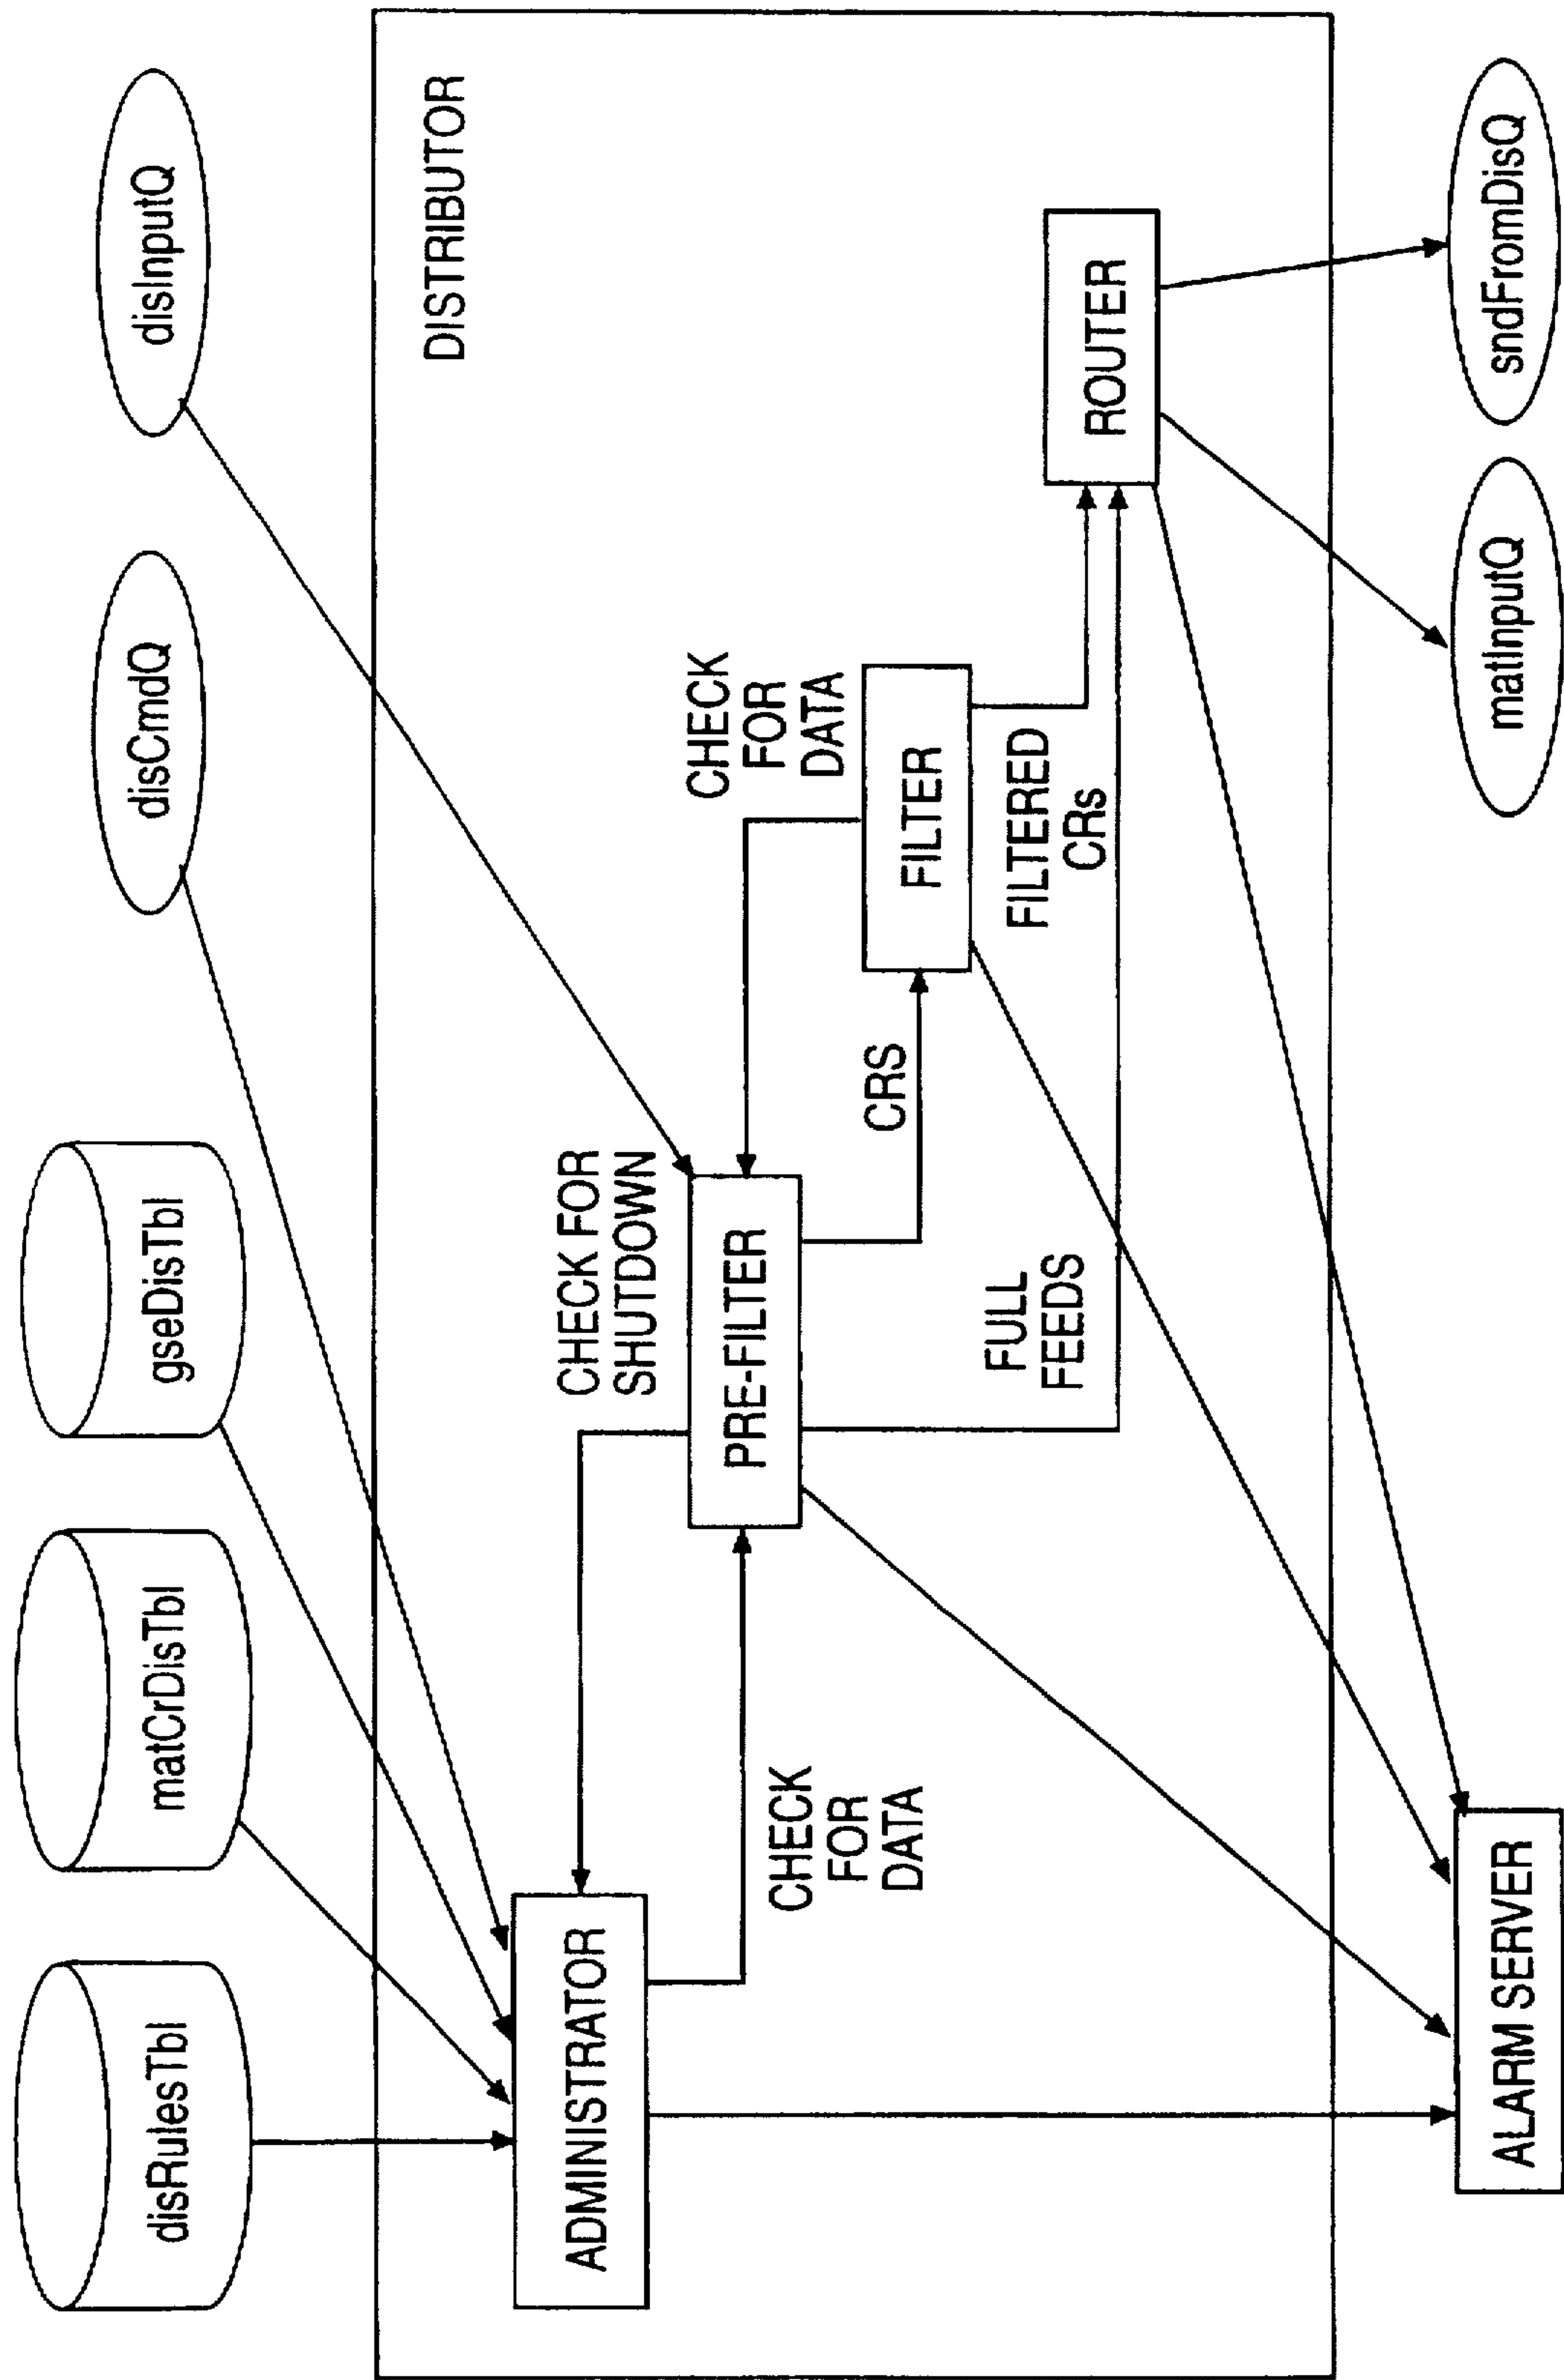 disRulesTbl
matCrDisTbl
gseDisTbl
disCmdQ
disInputQ
DISTRIBUTOR
ADMINISTRATOR
CHECK FOR
SHUTDOWN
PRE-FILTER
CHECK
FOR
DATA
CHECK
FOR
DATA
CRS
FILTER
FILTERED
CRs
FULL
FEEDS
ROUTER
ALARM SERVER
matInputQ
sndFromDisQ